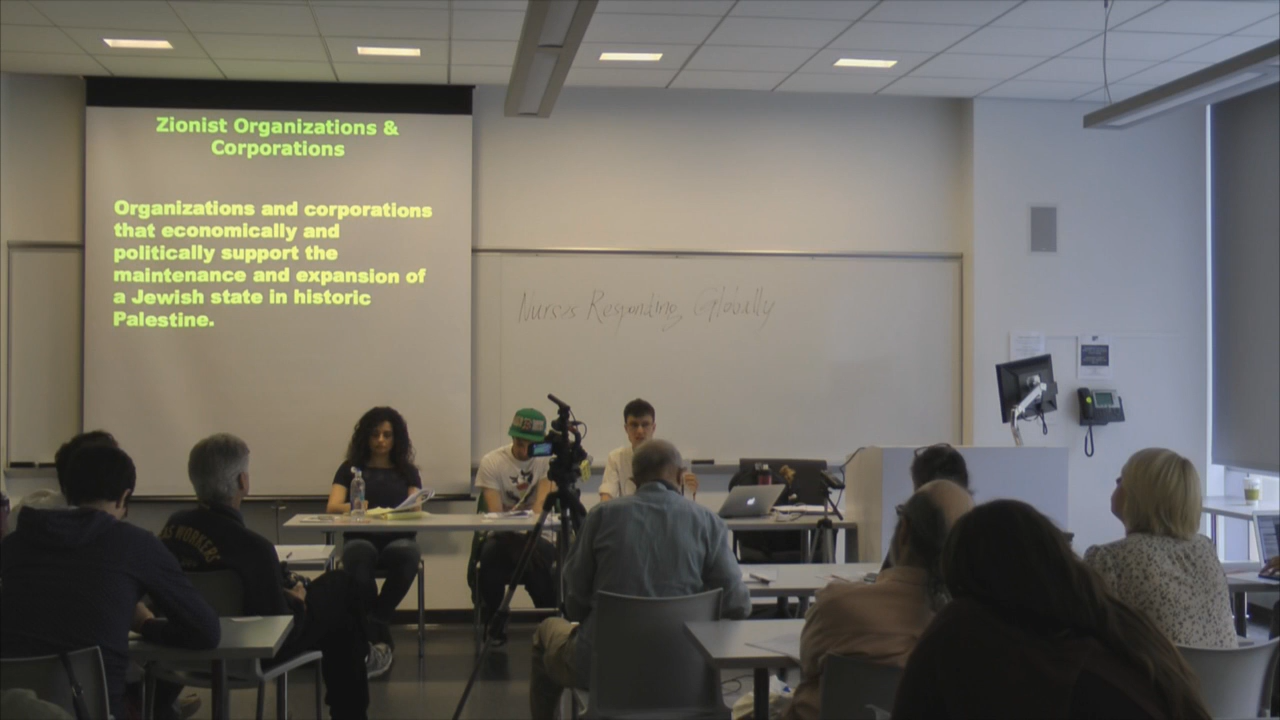 Zionist Organizations &
Corporations
Organizations and corporations
that economically and
politically support the
maintenance and expansion of
a Jewish state in historic
Palestine.
Nurses Responding Globally
WORKERS